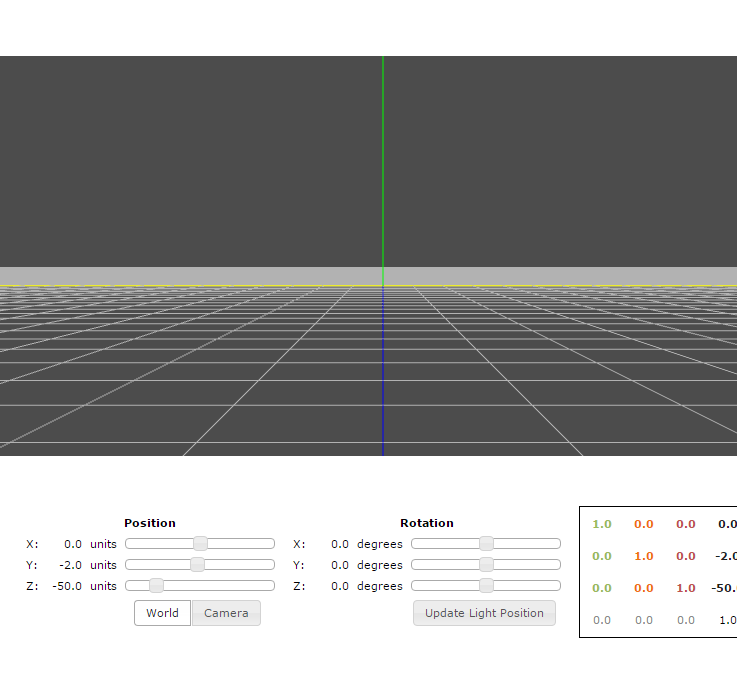 Position
X: 0.0 units
Y: -2.0 units
Z: -50.0 units
World Camera
Rotation
X: 0.0 degrees
Y: 0.0 degrees
Z: 0.0 degrees
Update Light Position
1.0 0.0 0.0 0.0
0.0 1.0 0.0 -2.0
0.0 0.0 1.0 -50.
0.0 0.0 0.0 1.0